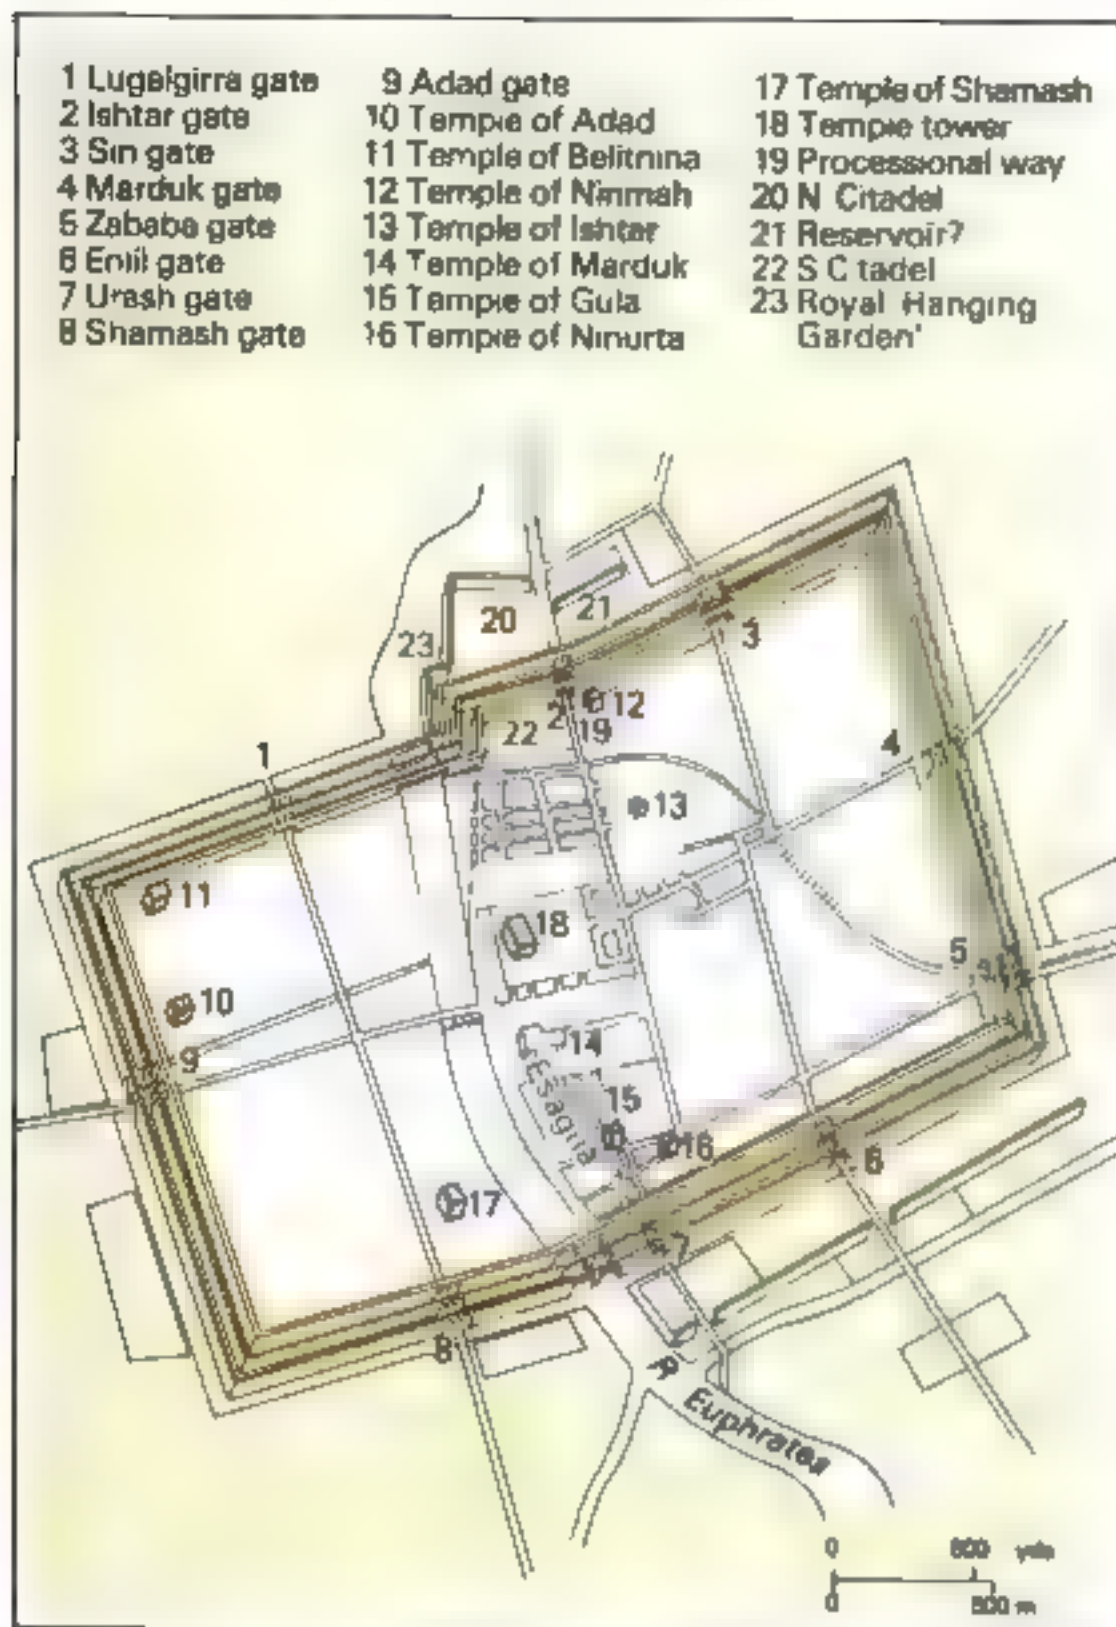 1 Lugalgirra gate
2 Ishtar gate
3 Sin gate
4 Marduk gate
5 Zababa gate
6 Enlil gate
7 Urash gate
8 Shamash gate
9 Adad gate
10 Temple of Adad
11 Temple of Belitnina
12 Temple of Ninmah
13 Temple of Ishtar
14 Temple of Marduk
15 Temple of Gula
16 Temple of Ninurta
17 Temple of Shamash
18 Temple tower
19 Processional way
20 N Citadel
21 Reservoir?
22 S Citadel
23 Royal Hanging
Garden'
20
21
23
3
12
2
22
19
1
4
13
11
18
5
10
14
9
Esagila
15
16
6
17
7
8
R Euphrates
0
yds
0